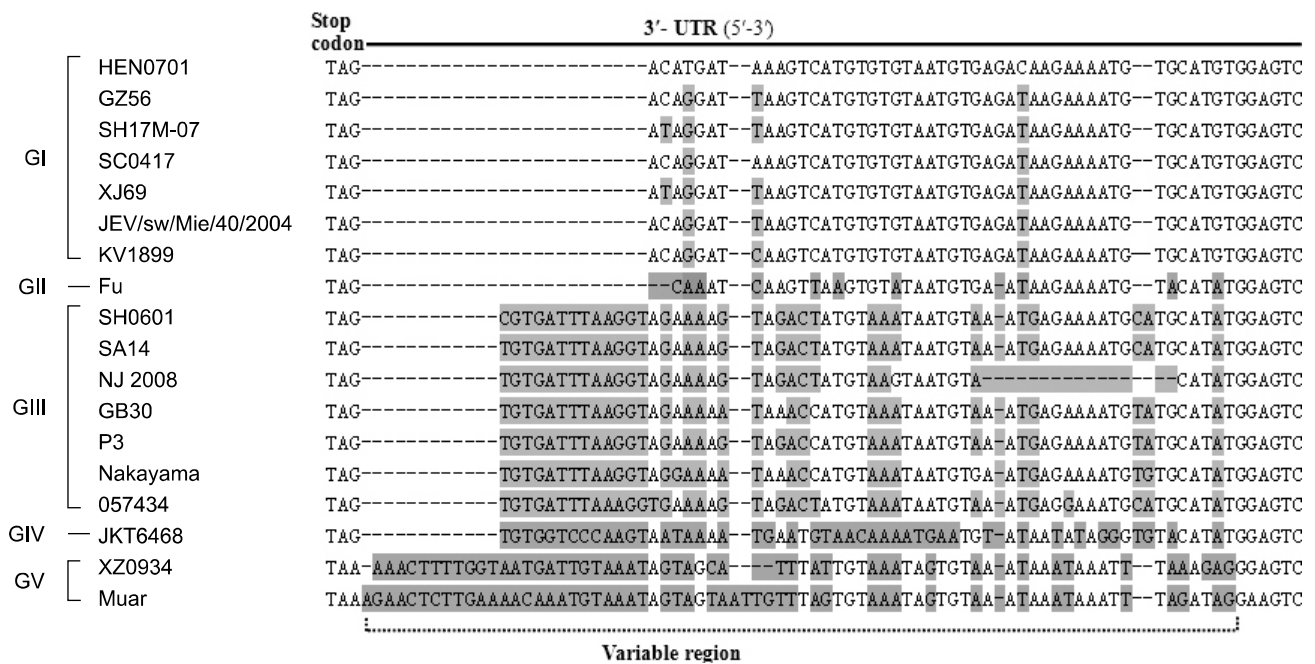 Stop codon 3′- UTR (5′-3′)
GI
HEN0701 TAG-------------------------ACATGAT--AAAGTCATGTGTGTAATGTGAGACAAGAAAATG--TGCATGTGGAGTC
GZ56 TAG-------------------------ACAGGAT--TAAGTCATGTGTGTAATGTGAGATAAGAAAATG--TGCATGTGGAGTC
SH17M-07 TAG-------------------------ATAGGAT--TAAGTCATGTGTGTAATGTGAGATAAGAAAATG--TGCATGTGGAGTC
SC0417 TAG-------------------------ACAGGAT--AAAGTCATGTGTGTAATGTGAGATAAGAAAATG--TGCATGTGGAGTC
XJ69 TAG-------------------------ATAGGAT--TAAGTCATGTGTGTAATGTGAGATAAGAAAATG--TGCATGTGGAGTC
JEV/sw/Mie/40/2004 TAG-------------------------ACAGGAT--TAAGTCATGTGTGTAATGTGAGATAAGAAAATG--TGCATGTGGAGTC
KV1899 TAG-------------------------ACAGGAT--CAAGTCATGTGTGTAATGTGAGATAAGAAAATG--TGCATGTGGAGTC
GII
Fu TAG---------------------------CAAAT--CAAGTTAAGTGTATAATGTGA-ATAAGAAAATG--TACATATGGAGTC
GIII
SH0601 TAG------------CGTGATTTAAGGTAGAAAAG--TAGACTATGTAAATAATGTAA-ATGAGAAAATGCATGCATATGGAGTC
SA14 TAG------------TGTGATTTAAGGTAGAAAAG--TAGACTATGTAAATAATGTAA-ATGAGAAAATGCATGCATATGGAGTC
NJ 2008 TAG------------TGTGATTTAAGGTAGAAAAG--TAGACTATGTAAGTAATGTA-----------------CATATGGAGTC
GB30 TAG------------TGTGATTTAAGGTAGAAAAA--TAAACCATGTAAATAATGTAA-ATGAGAAAATGTATGCATATGGAGTC
P3 TAG------------TGTGATTTAAGGTAGAAAAG--TAGACCATGTAAATAATGTAA-ATGAGAAAATGTATGCATATGGAGTC
Nakayama TAG------------TGTGATTTAAGGTAGGAAAA--TAAACCATGTAAATAATGTGA-ATGAGAAAATGTGTGCATATGGAGTC
057434 TAG------------TGTGATTTAAAGGTGAAAAG--TAGACTATGTAAATAATGTAA-ATGAGGAAATGCATGCATATGGAGTC
GIV
JKT6468 TAG------------TGTGGTCCCAAGTAATAAAA--TGAATGTAACAAAATGAATGT-ATAATATAGGGTGTACATATGGAGTC
GV
XZ0934 TAA-AAACTTTTGGTAATGATTGTAAATAGTAGCA----TTTATTGTAAATAGTGTAA-ATAAATAAATT--TAAAGAGGGAGTC
Muar TAAAGAACTCTTGAAAACAAATGTAAATAGTAGTAATTGTTTAGTGTAAATAGTGTAA-ATAAATAAATT--TAGATAGGAAGTC
Variable region